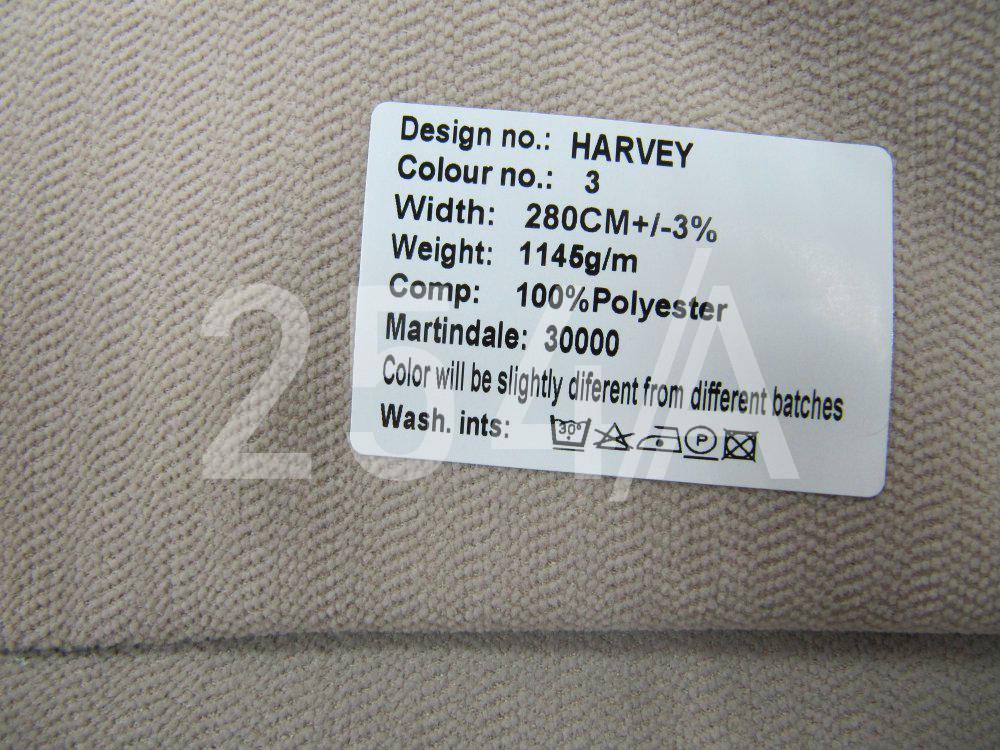 Design no.: HARVEY
Colour no.: 3
Width: 280CM+/-3%
Weight: 1145g/m
Comp: 100%Polyester
Martindale: 30000
Color will be slightly diferent from different batches
Wash. ints: 30° P
254/A